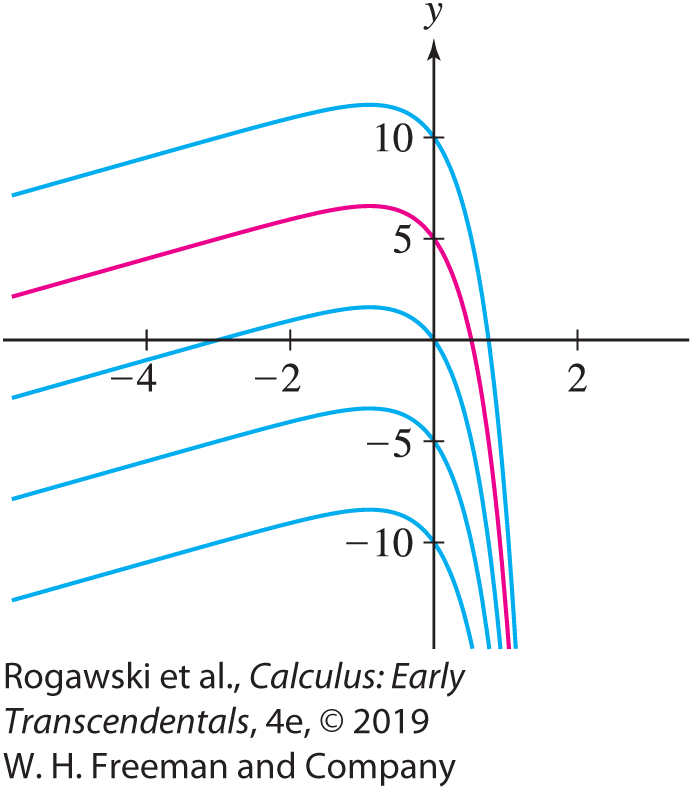 y
10
5
−4 −2 2
−5
−10
Rogawski et al., Calculus: Early
Transcendentals, 4e, © 2019
W. H. Freeman and Company